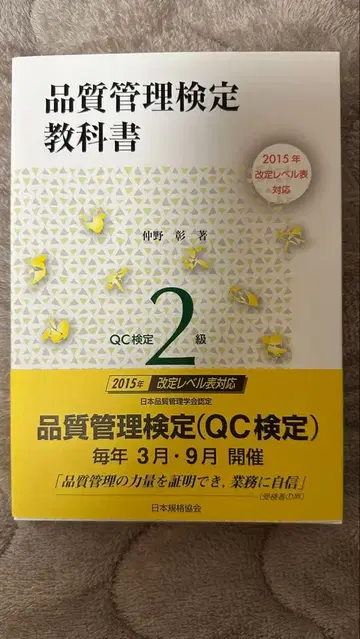 品質管理検定
教科書
2015年
改定レベル表
対応
仲野 彰 著
QC検定 2 級
2015年 改定レベル表対応
日本品質管理学会認定
品質管理検定(QC検定)
毎年 3月・9月 開催
「品質管理の力量を証明でき,業務に自信」
(受検者の声)
日本規格協会